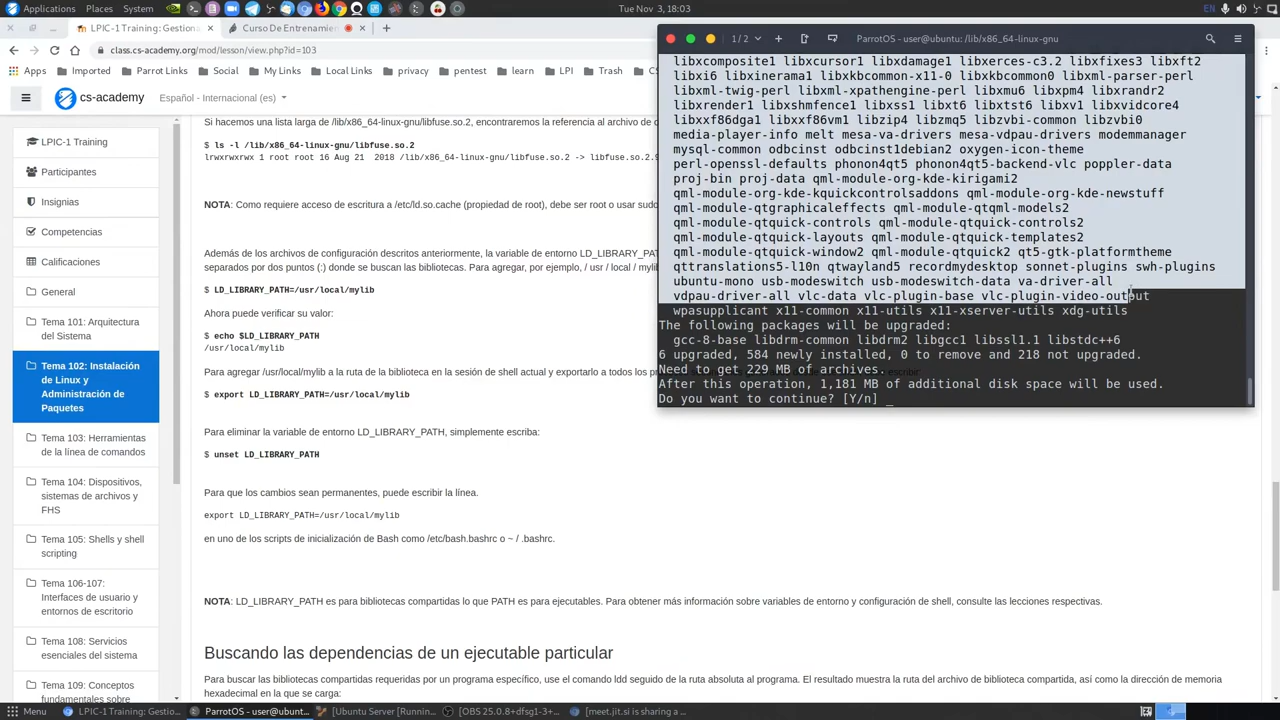 Applications Places System
Tue Nov 3, 18:03
EN
LPIC-1 Training: Gestiona
Curso De Entrenamien
class.cs-academy.org/mod/lesson/view.php?id=103
Apps Imported Parrot Links Social My Links Local Links privacy pentest learn LPI Trash
cs-academy Español - Internacional (es)
LPIC-1 Training
Participantes
Insignias
Competencias
Calificaciones
General
Tema 101: Arquitectura
del Sistema
Tema 102: Instalación
de Linux y
Administración de
Paquetes
Tema 103: Herramientas
de la línea de comandos
Tema 104: Dispositivos,
sistemas de archivos y
FHS
Tema 105: Shells y shell
scripting
Tema 106-107:
Interfaces de usuario y
entornos de escritorio
Tema 108: Servicios
esenciales del sistema
Tema 109: Conceptos
fundamentales sobre
Si hacemos una lista larga de /lib/x86_64-linux-gnu/libfuse.so.2, encontraremos la referencia al archivo de
$ ls -l /lib/x86_64-linux-gnu/libfuse.so.2
lrwxrwxrwx 1 root root 16 Aug 21 2018 /lib/x86_64-linux-gnu/libfuse.so.2 -> libfuse.so.2.9
NOTA: Como requiere acceso de escritura a /etc/ld.so.cache (propiedad de root), debe ser root o usar sudo
Además de los archivos de configuración descritos anteriormente, la variable de entorno LD_LIBRARY_PAT
separados por dos puntos (:) donde se buscan las bibliotecas. Para agregar, por ejemplo, / usr / local / mylib
$ LD_LIBRARY_PATH=/usr/local/mylib
Ahora puede verificar su valor:
$ echo $LD_LIBRARY_PATH
/usr/local/mylib
Para agregar /usr/local/mylib a la ruta de la biblioteca en la sesión de shell actual y exportarlo a todos los
$ export LD_LIBRARY_PATH=/usr/local/mylib
Para eliminar la variable de entorno LD_LIBRARY_PATH, simplemente escriba:
$ unset LD_LIBRARY_PATH
Para que los cambios sean permanentes, puede escribir la línea.
export LD_LIBRARY_PATH=/usr/local/mylib
en uno de los scripts de inicialización de Bash como /etc/bash.bashrc o ~ / .bashrc.
NOTA: LD_LIBRARY_PATH es para bibliotecas compartidas lo que PATH es para ejecutables. Para obtener más información sobre variables de entorno y configuración de shell, consulte las lecciones respectivas.
Buscando las dependencias de un ejecutable particular
Para buscar las bibliotecas compartidas requeridas por un programa específico, use el comando ldd seguido de la ruta absoluta al programa. El resultado muestra la ruta del archivo de biblioteca compartida, así como la dirección de memoria
hexadecimal en la que se carga:
1/2
ParrotOS - user@ubuntu: /lib/x86_64-linux-gnu
libxcomposite1 libxcursor1 libxdamage1 libxerces-c3.2 libxfixes3 libxft2
libxi6 libxinerama1 libxkbcommon-x11-0 libxkbcommon0 libxml-parser-perl
libxml-twig-perl libxml-xpathengine-perl libxmu6 libxpm4 libxrandr2
libxrender1 libxshmfence1 libxss1 libxt6 libxtst6 libxv1 libxvidcore4
libxxf86dga1 libxxf86vm1 libzip4 libzmq5 libzvbi-common libzvbi0
media-player-info melt mesa-va-drivers mesa-vdpau-drivers modemmanager
mysql-common odbcinst odbcinst1debian2 oxygen-icon-theme
perl-openssl-defaults phonon4qt5 phonon4qt5-backend-vlc poppler-data
proj-bin proj-data qml-module-org-kde-kirigami2
qml-module-org-kde-kquickcontrolsaddons qml-module-org-kde-newstuff
qml-module-qtgraphicaleffects qml-module-qtqml-models2
qml-module-qtquick-controls qml-module-qtquick-controls2
qml-module-qtquick-layouts qml-module-qtquick-templates2
qml-module-qtquick-window2 qml-module-qtquick2 qt5-gtk-platformtheme
qttranslations5-l10n qtwayland5 recordmydesktop sonnet-plugins swh-plugins
ubuntu-mono usb-modeswitch usb-modeswitch-data va-driver-all
vdpau-driver-all vlc-data vlc-plugin-base vlc-plugin-video-output
wpasupplicant x11-common x11-utils x11-xserver-utils xdg-utils
The following packages will be upgraded:
gcc-8-base libdrm-common libdrm2 libgcc1 libssl1.1 libstdc++6
6 upgraded, 584 newly installed, 0 to remove and 218 not upgraded.
Need to get 229 MB of archives.
After this operation, 1,181 MB of additional disk space will be used.
Do you want to continue? [Y/n] _
Menu LPIC-1 Training: Gestio... ParrotOS - user@ubunt... [Ubuntu Server [Runnin... [OBS 25.0.8+dfsg1-3+... [meet.jit.si is sharing a ...